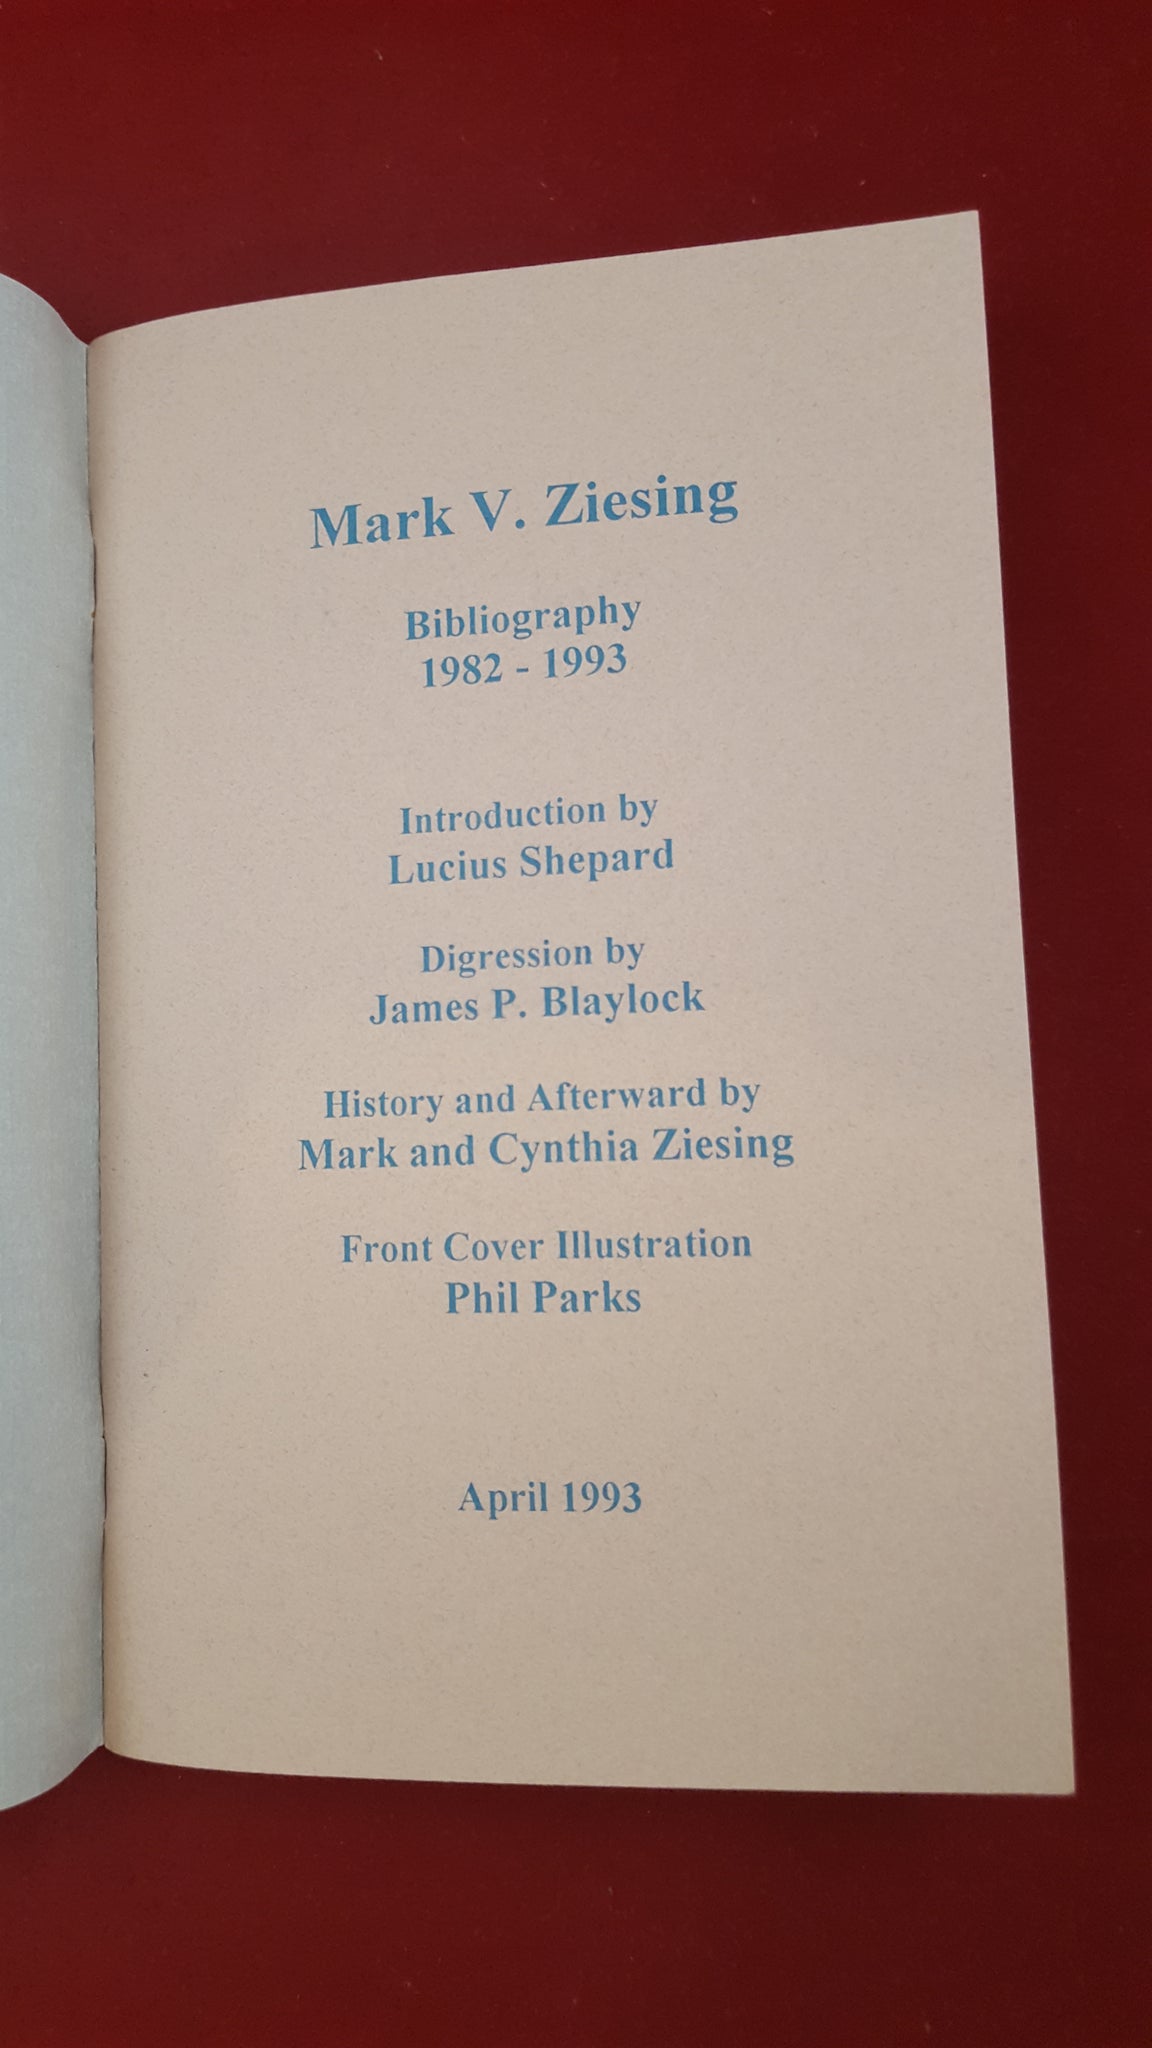 Mark V. Ziesing
Bibliography
1982 - 1993
Introduction by
Lucius Shepard
Digression by
James P. Blaylock
History and Afterward by
Mark and Cynthia Ziesing
Front Cover Illustration
Phil Parks
April 1993